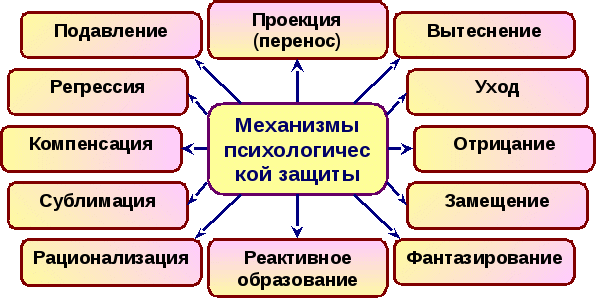 Подавление
Проекция
(перенос)
Вытеснение
Регрессия
Уход
Механизмы
психологичес
кой защиты
Компенсация
Отрицание
Сублимация
Замещение
Рационализация
Реактивное
образование
Фантазирование